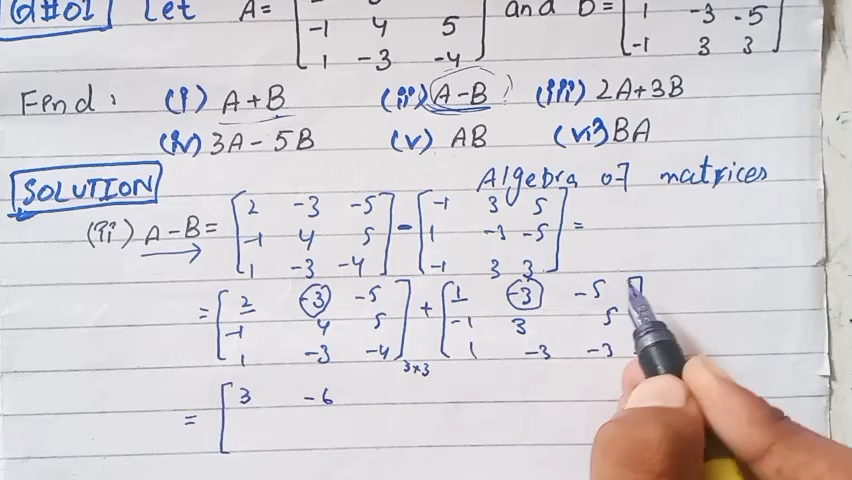 Q#01 Let A= [ and B= [ 1 -3 -5
-1 4 5
1 -3 -4 ] -1 3 3 ]
Fend: (i) A+B (ii) A-B (iii) 2A+3B
(iv) 3A-5B (v) AB (vi) BA
SOLUTION Algebra of matrices
(ii) A-B= [ 2 -3 -5 ] - [ -1 3 5 ] =
-1 4 5 1 -3 -5
1 -3 -4 -1 3 3
= [ 2 -3 -5 ] + [ 1 -3 -5 ]
-1 4 5 -1 3 5
1 -3 -4 3×3 1 -3 -3
= [ 3 -6